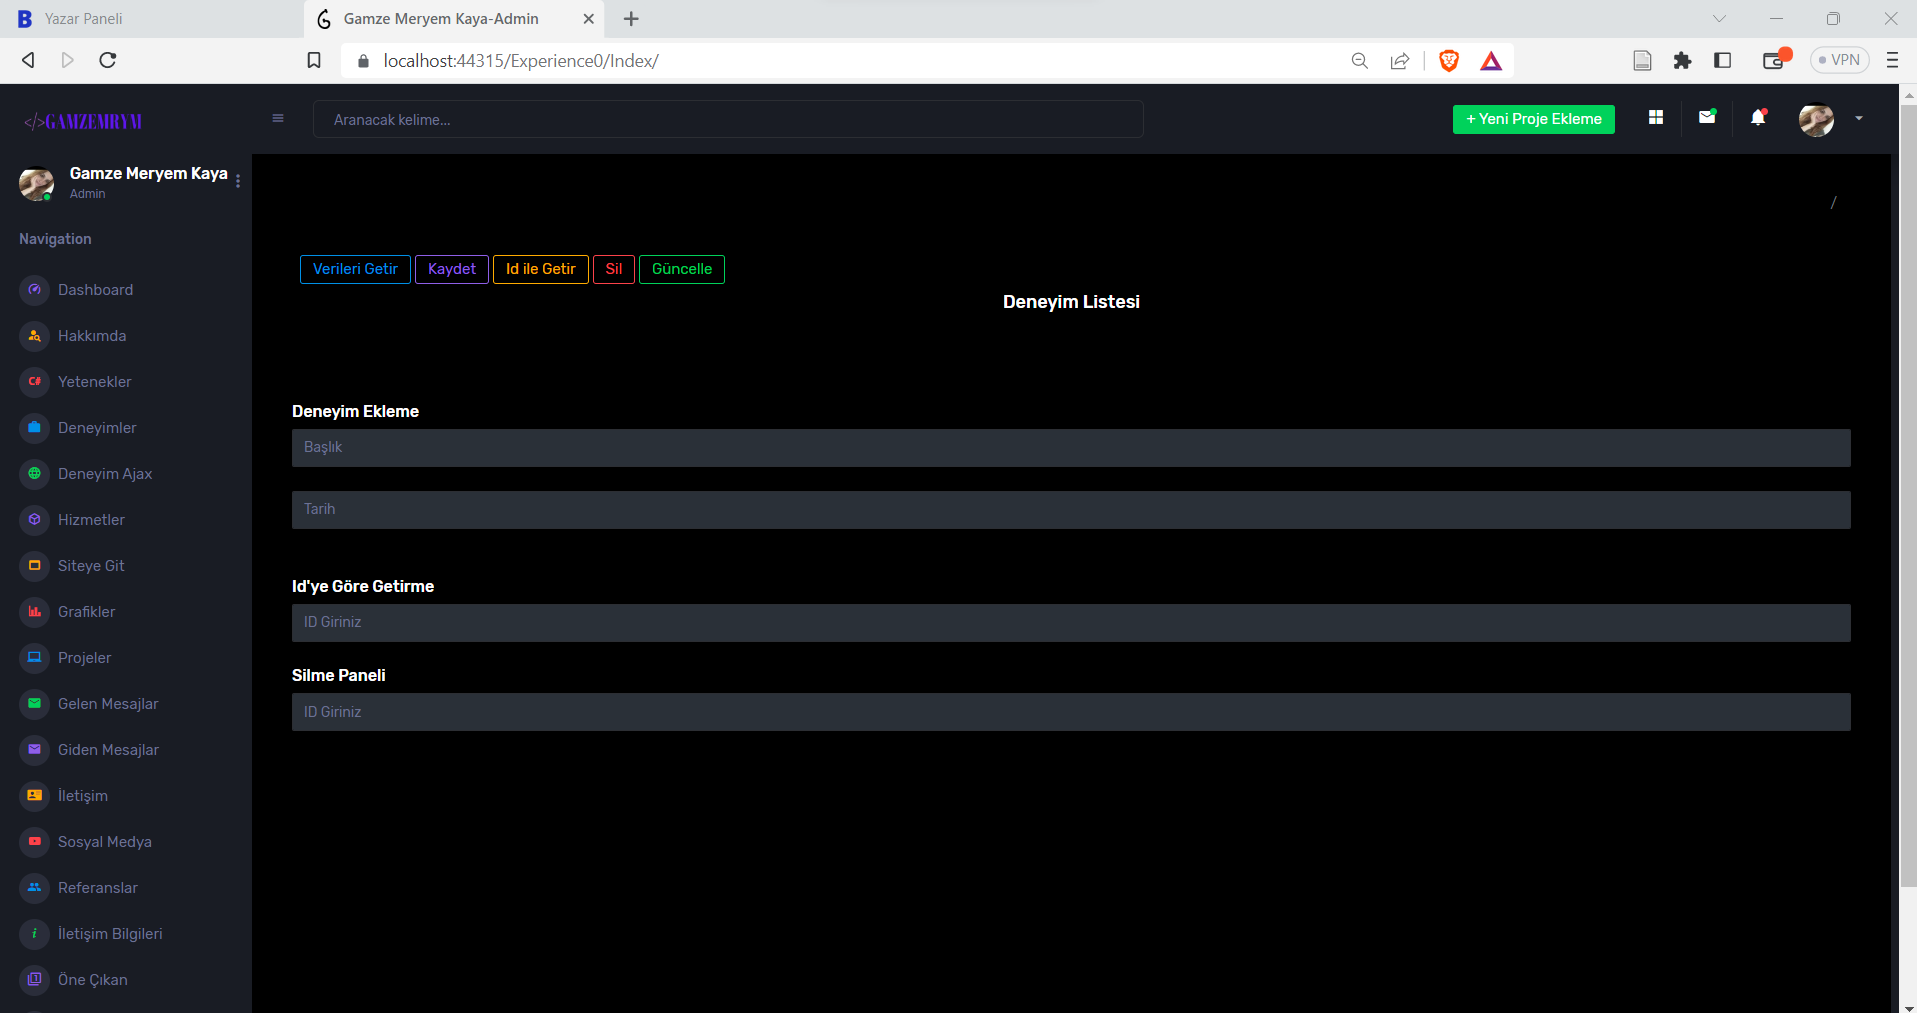 Yazar Paneli
Gamze Meryem Kaya-Admin
localhost:44315/Experience0/Index/
VPN
</>GAMZEMRYM
Aranacak kelime...
+ Yeni Proje Ekleme
Gamze Meryem Kaya
Admin
/
Navigation
Dashboard
Hakkımda
Yetenekler
Deneyimler
Deneyim Ajax
Hizmetler
Siteye Git
Grafikler
Projeler
Gelen Mesajlar
Giden Mesajlar
İletişim
Sosyal Medya
Referanslar
İletişim Bilgileri
Öne Çıkan
Verileri Getir
Kaydet
Id ile Getir
Sil
Güncelle
Deneyim Listesi
Deneyim Ekleme
Başlık
Tarih
Id'ye Göre Getirme
ID Giriniz
Silme Paneli
ID Giriniz